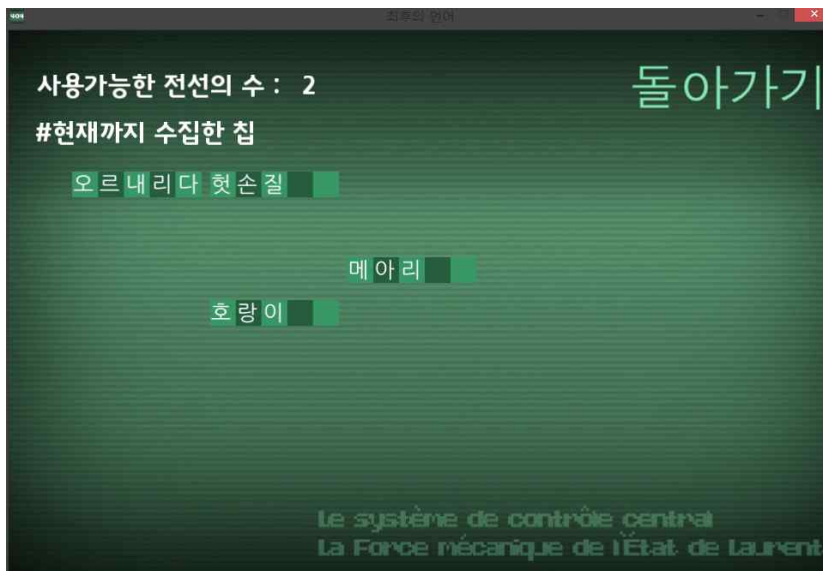 404
최후의 언어
사용가능한 전선의 수 : 2
돌아가기
#현재까지 수집한 칩
오르내리다 헛손질
메아리
호랑이
Le système de contrôle central
La Force mécanique de l'État de Laurent